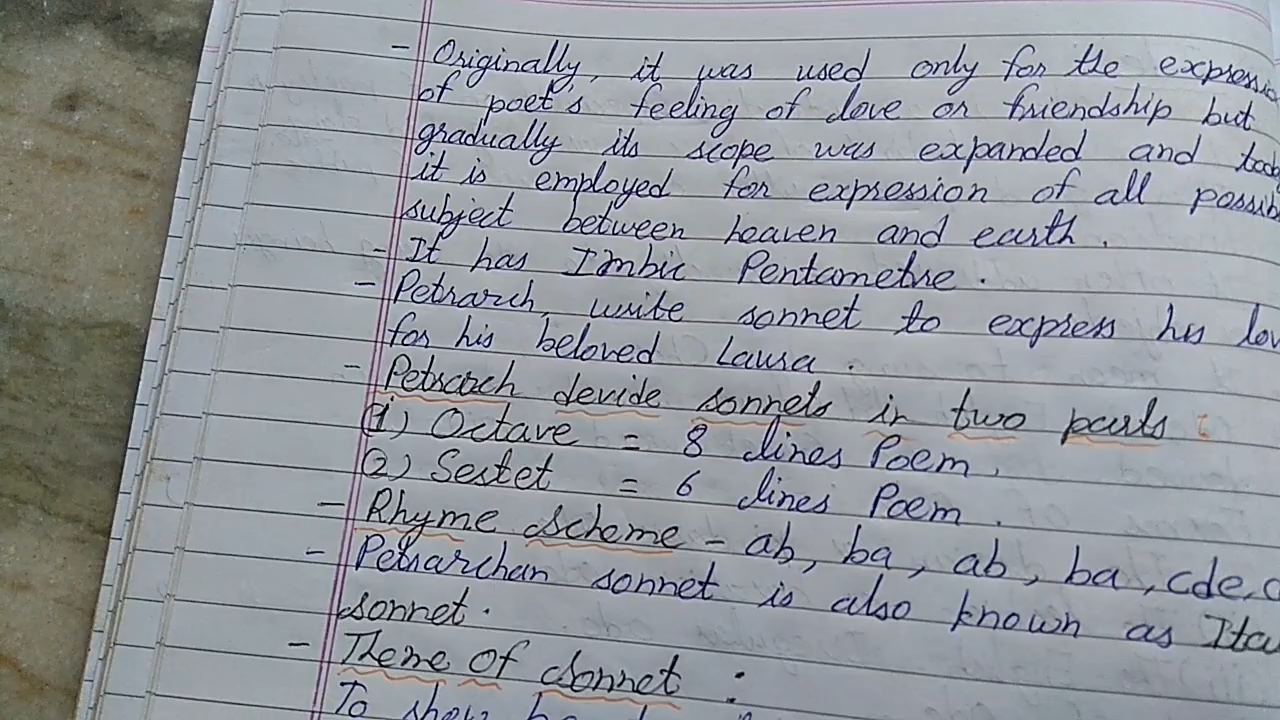 - Originally, it was used only for the expressio
of poet's feeling of love or friendship but
gradually its scope was expanded and toda
it is employed for expression of all possib
subject between heaven and earth.
- It has Imbic Pentametre.
- Petrarch, write sonnet to express his lov
for his beloved Laura.
- Petrarch devide sonnets in two parts :
(1) Octave = 8 lines Poem.
(2) Sestet = 6 lines Poem.
- Rhyme scheme - ab, ba, ab, ba, cde, c
- Petrarchan sonnet is also known as Ita
sonnet.
- Theme Of Sonnet :
To show